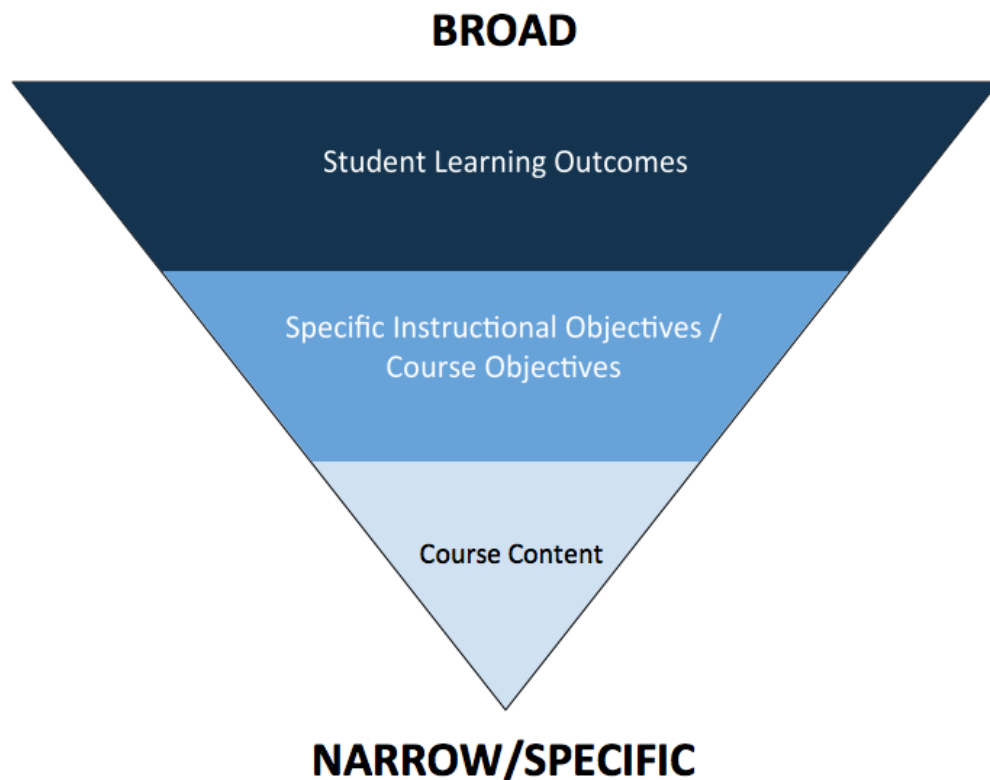 BROAD
Student Learning Outcomes
Specific Instructional Objectives /
Course Objectives
Course Content
NARROW/SPECIFIC